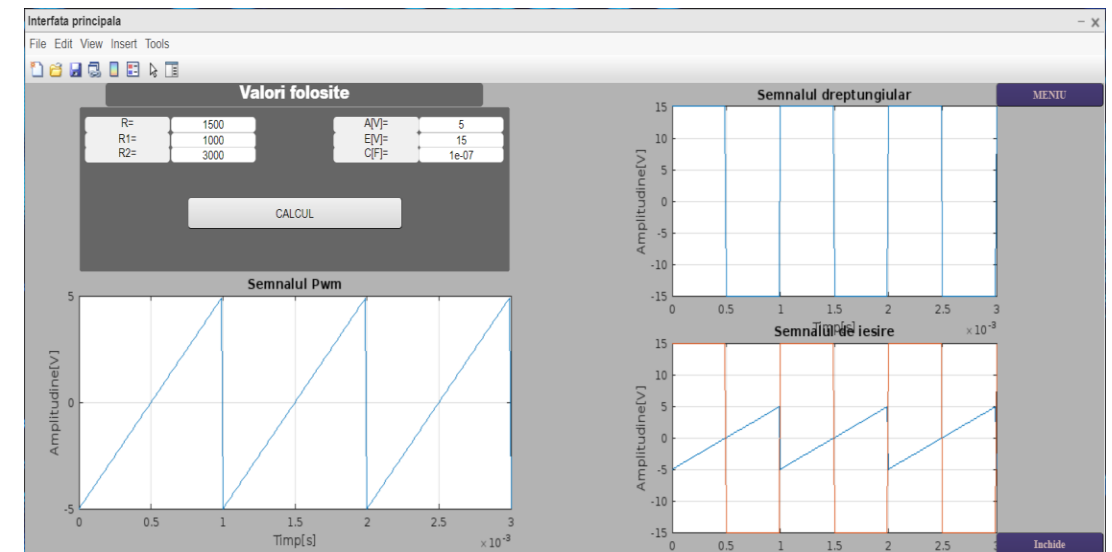 Interfata principala
File Edit View Insert Tools
Valori folosite
R= 1500 A[V]= 5
R1= 1000 E[V]= 15
R2= 3000 C[F]= 1e-07
CALCUL
Semnalul Pwm
Amplitudine[V]
5
0
-5
0 0.5 1 1.5 2 2.5 3
Timp[s]
×10-3
Semnalul dreptungiular
MENIU
Amplitudine[V]
15
10
5
0
-5
-10
-15
0 0.5 1 1.5 2 2.5 3
Timp[s]
×10-3
Semnalul de iesire
Amplitudine[V]
15
10
5
0
-5
-10
-15
0 0.5 1 1.5 2 2.5
Inchide